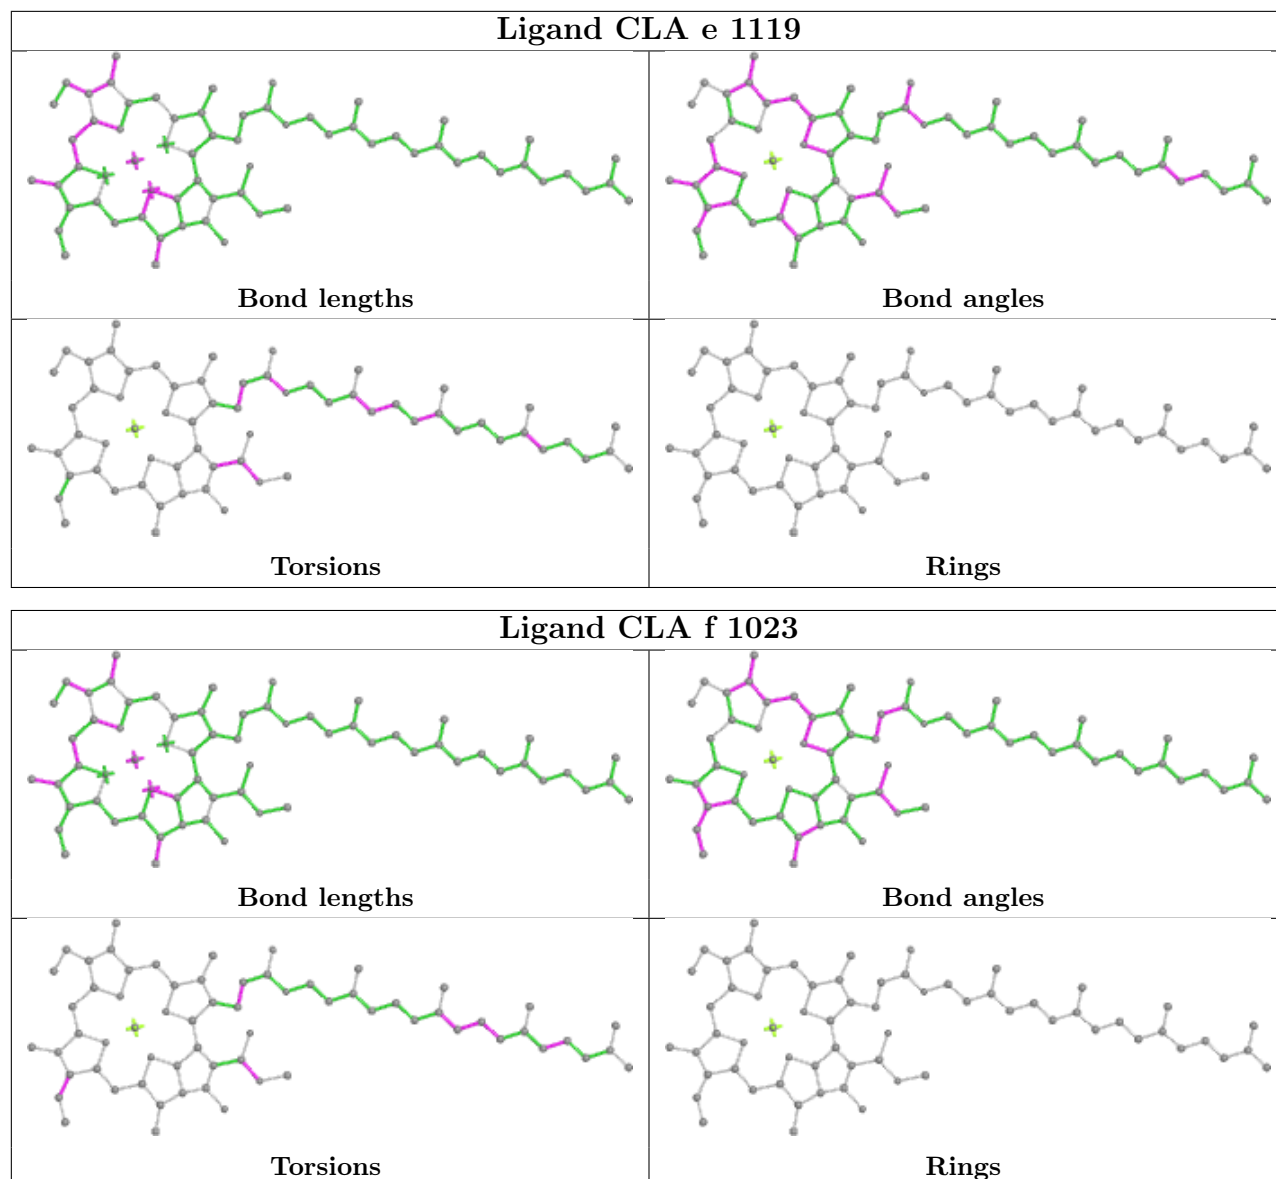 Ligand CLA e 1119
Bond lengths
Bond angles
Torsions
Rings
Ligand CLA f 1023
Bond lengths
Bond angles
Torsions
Rings